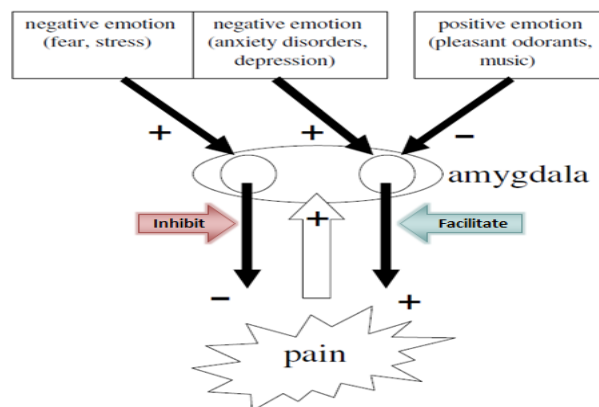 negative emotion
(fear, stress)
negative emotion
(anxiety disorders,
depression)
positive emotion
(pleasant odorants,
music)
+
+
–
amygdala
Inhibit
+
Facilitate
–
+
pain